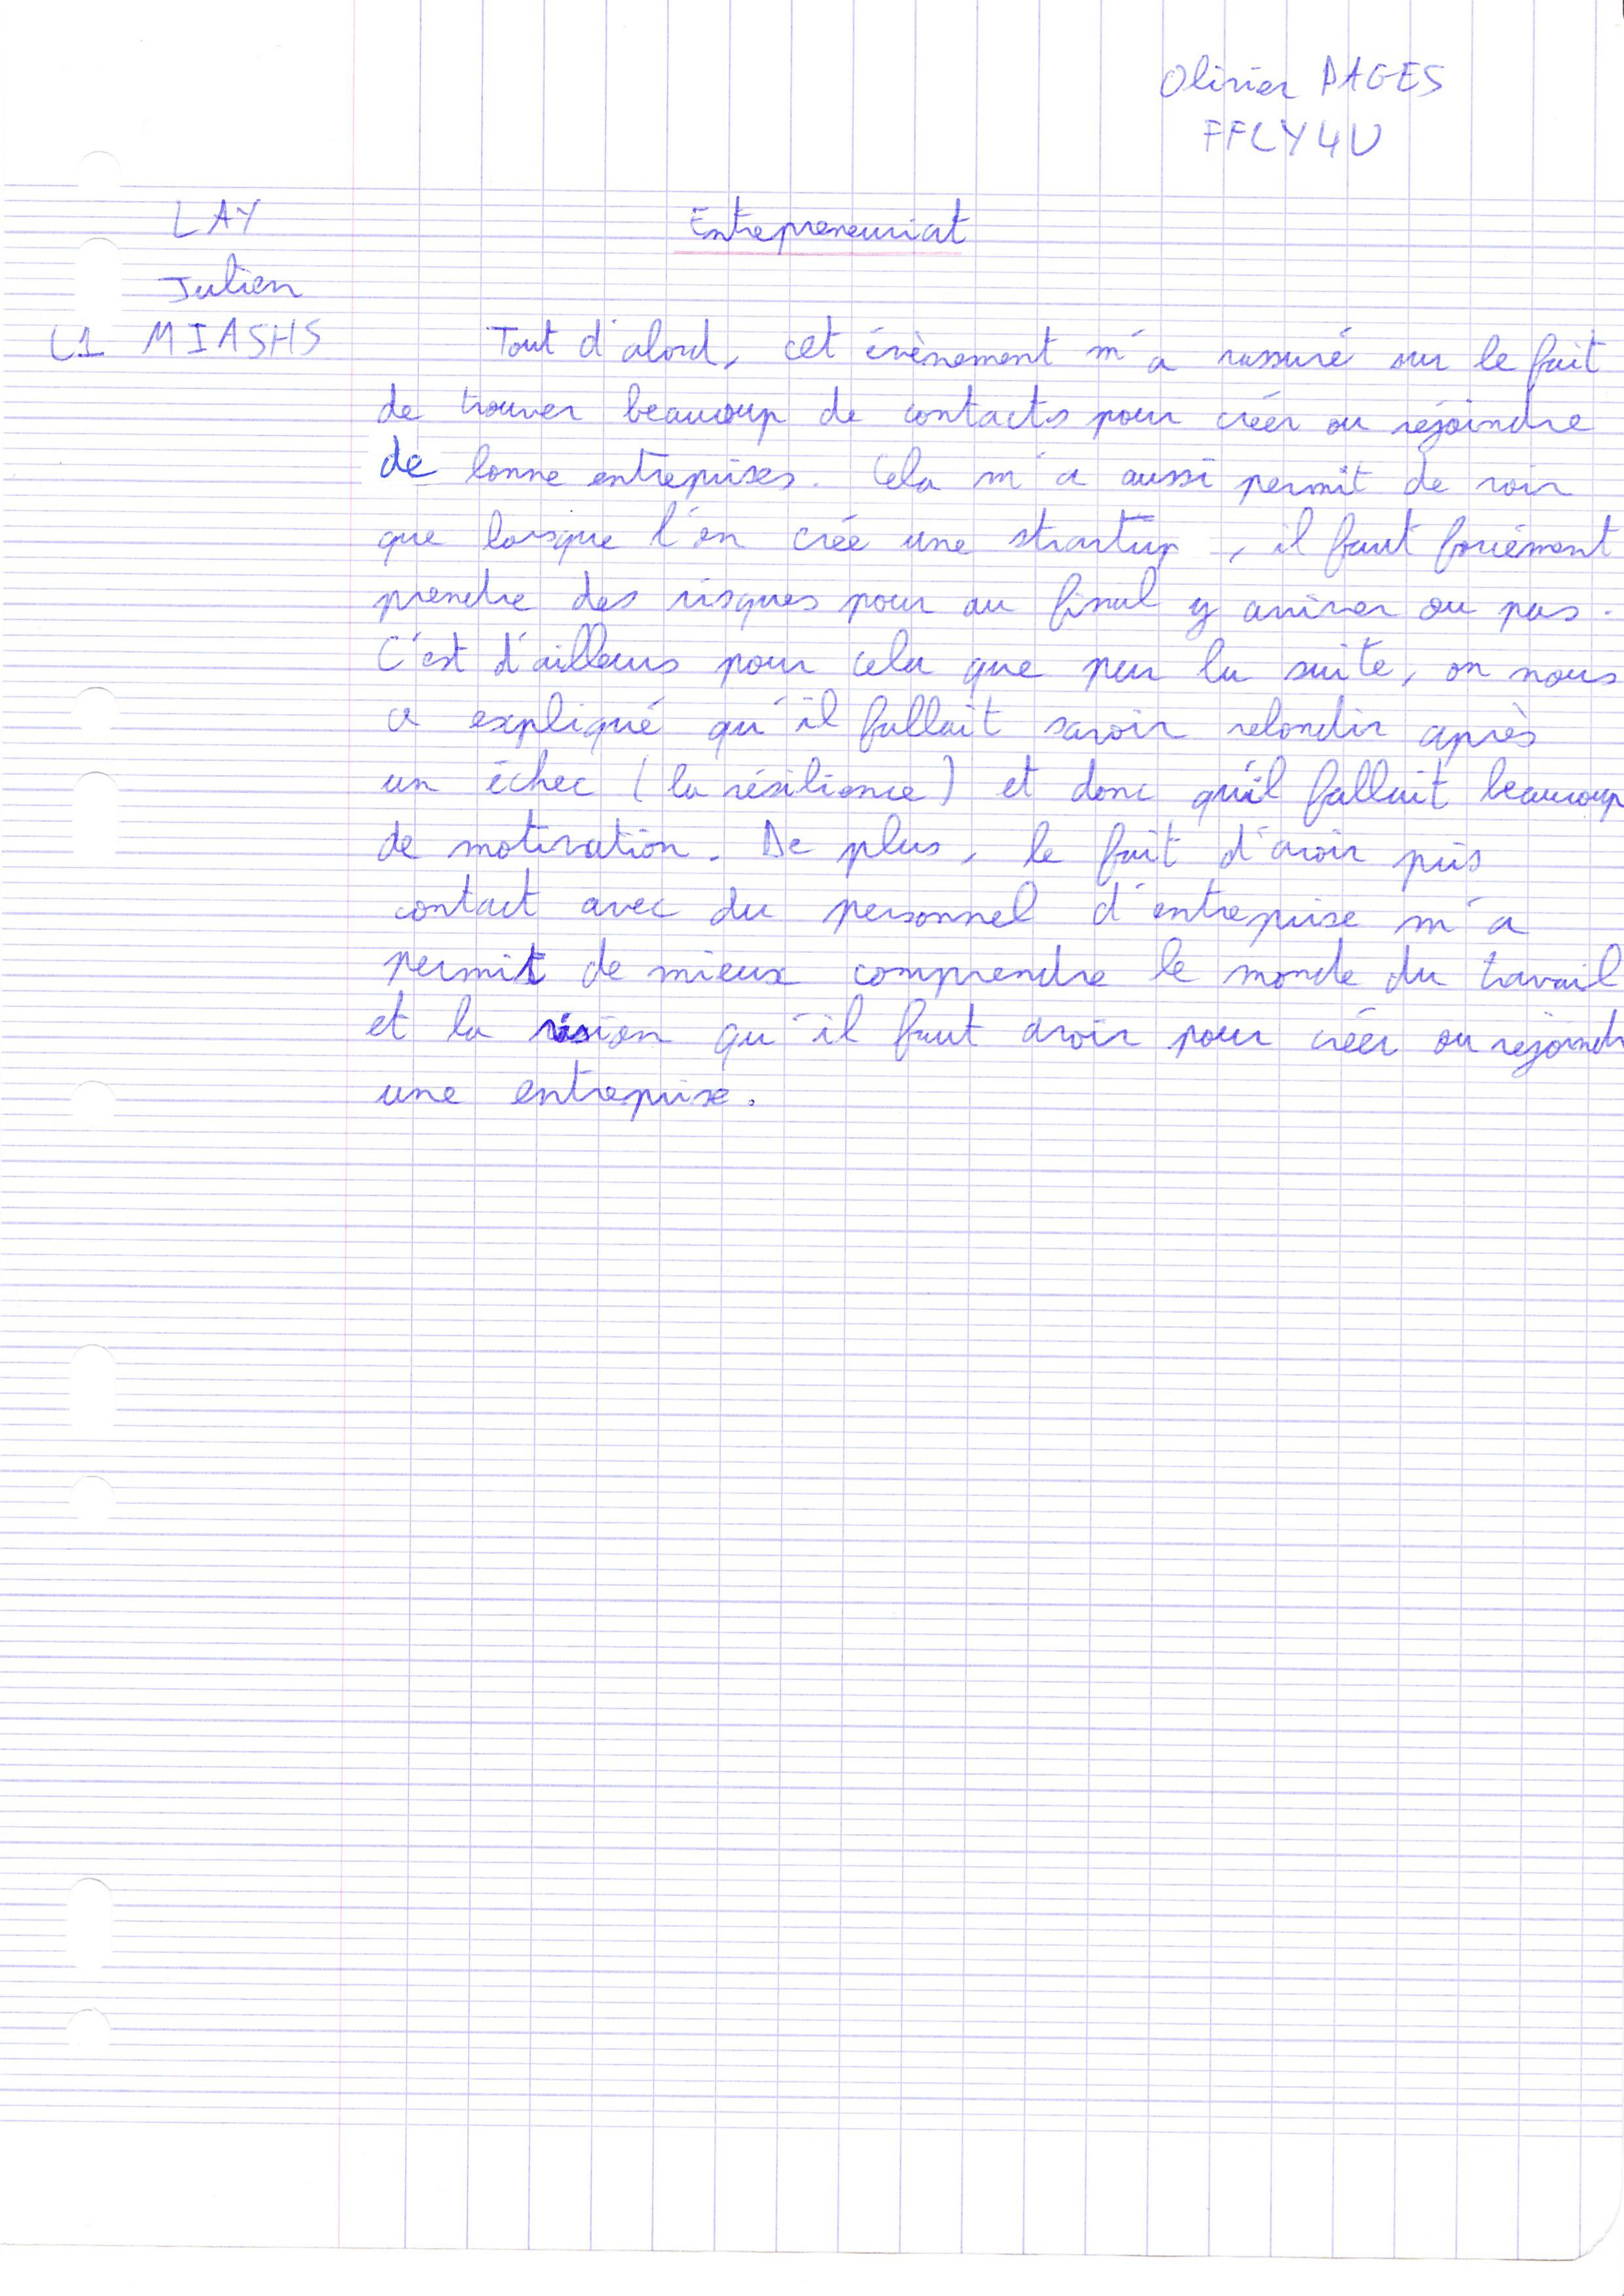 Olivier PAGES
FFLY4U
LAY
Entrepreneuriat
Julien
L1 MIASHS
Tout d'abord, cet évènement m'a rassuré sur le fait
de trouver beaucoup de contacts pour créer ou rejoindre
de bonne entreprises. Cela m'a aussi permit de voir
que lorsque l'on crée une strartup, il faut forcément
prendre des risques pour au final y arriver ou pas.
C'est d'ailleurs pour cela que par la suite, on nous
a expliqué qu'il fallait savoir rebondir après
un échec (la résilience) et donc qu'il fallait beaucoup
de motivation. De plus, le fait d'avoir pris
contact avec du personnel d'entreprise m'a
permit de mieux comprendre le monde du travail
et la vision qu'il faut avoir pour créer ou rejoindr
une entreprise.